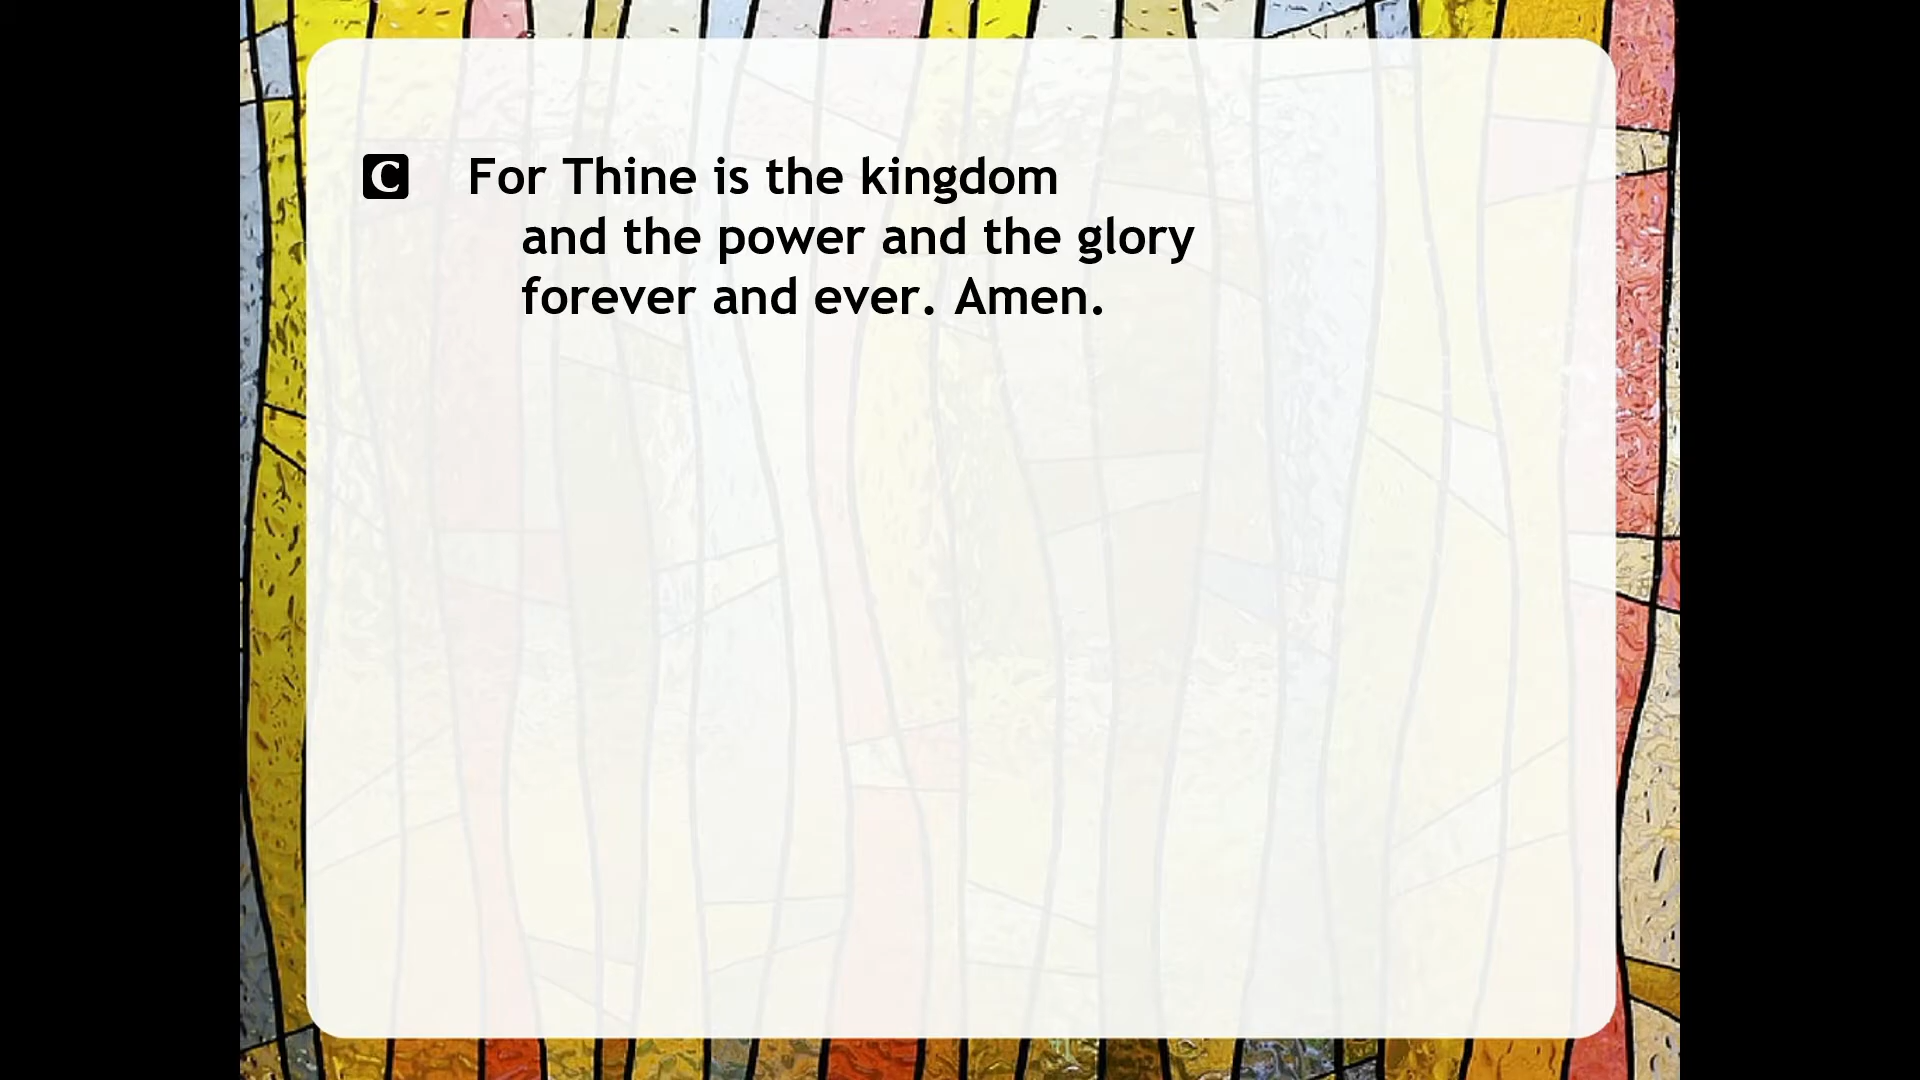 C For Thine is the kingdom
and the power and the glory
forever and ever. Amen.